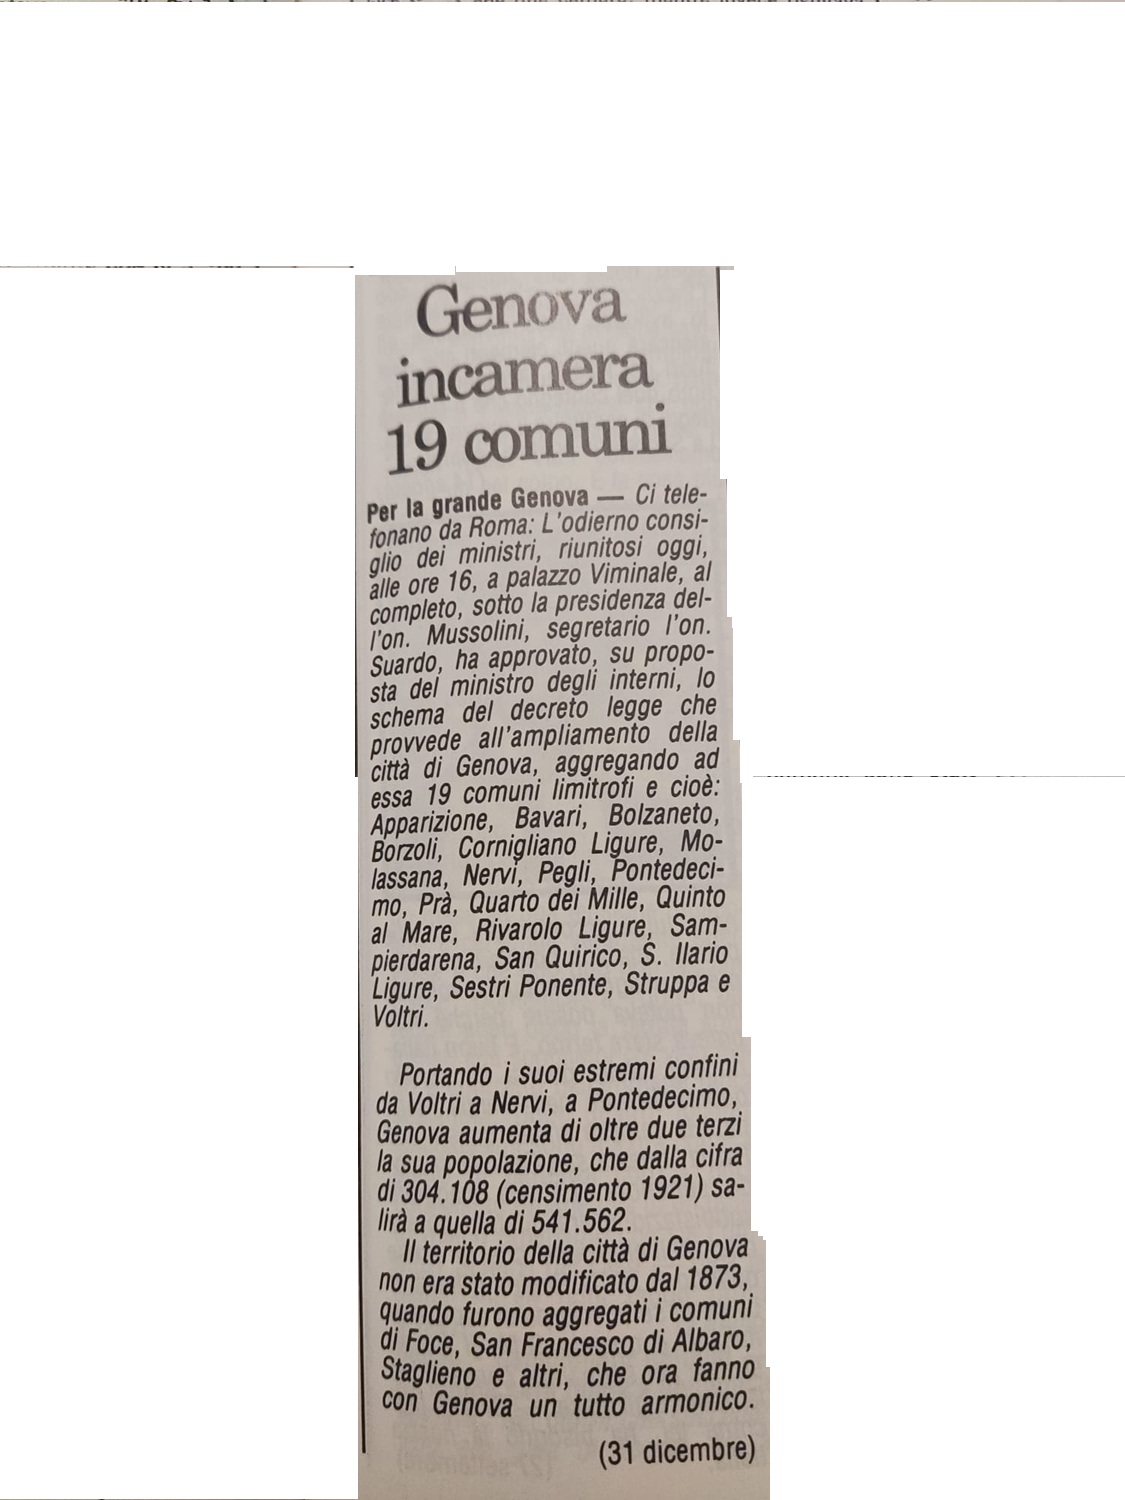 Genova
incamera
19 comuni
Per la grande Genova — Ci tele-
fonano da Roma: L'odierno consi-
glio dei ministri, riunitosi oggi,
alle ore 16, a palazzo Viminale, al
completo, sotto la presidenza del-
l'on. Mussolini, segretario l'on.
Suardo, ha approvato, su propo-
sta del ministro degli interni, lo
schema del decreto legge che
provvede all'ampliamento della
città di Genova, aggregando ad
essa 19 comuni limitrofi e cioè:
Apparizione, Bavari, Bolzaneto,
Borzoli, Cornigliano Ligure, Mo-
lassana, Nervi, Pegli, Pontedeci-
mo, Prà, Quarto dei Mille, Quinto
al Mare, Rivarolo Ligure, Sam-
pierdarena, San Quirico, S. Ilario
Ligure, Sestri Ponente, Struppa e
Voltri.
Portando i suoi estremi confini
da Voltri a Nervi, a Pontedecimo,
Genova aumenta di oltre due terzi
la sua popolazione, che dalla cifra
di 304.108 (censimento 1921) sa-
lirà a quella di 541.562.
Il territorio della città di Genova
non era stato modificato dal 1873,
quando furono aggregati i comuni
di Foce, San Francesco di Albaro,
Staglieno e altri, che ora fanno
con Genova un tutto armonico.
(31 dicembre)